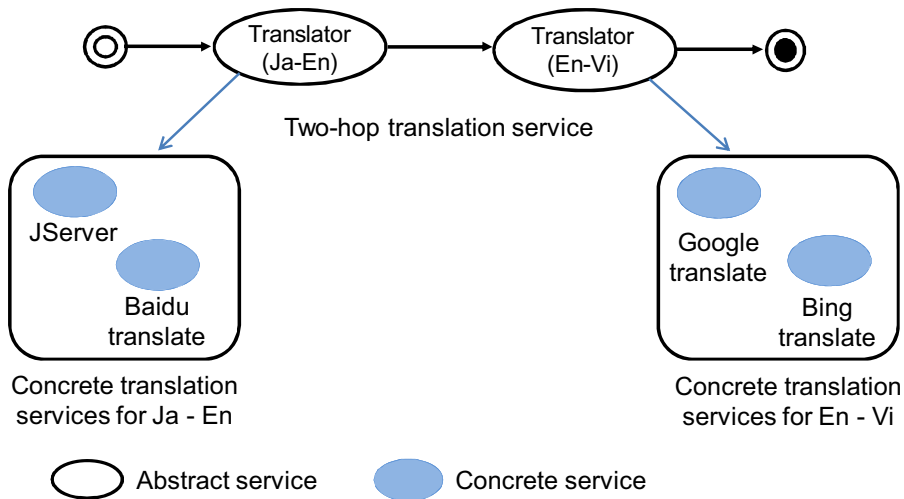 Translator
(Ja-En)
Translator
(En-Vi)
Two-hop translation service
JServer
Baidu
translate
Google
translate
Bing
translate
Concrete translation
services for Ja - En
Concrete translation
services for En - Vi
Abstract service
Concrete service